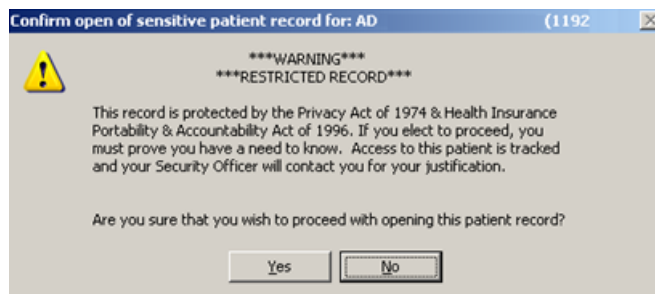 Confirm open of sensitive patient record for: AD (1192
***WARNING***
***RESTRICTED RECORD***
This record is protected by the Privacy Act of 1974 & Health Insurance
Portability & Accountability Act of 1996. If you elect to proceed, you
must prove you have a need to know. Access to this patient is tracked
and your Security Officer will contact you for your justification.
Are you sure that you wish to proceed with opening this patient record?
Yes No